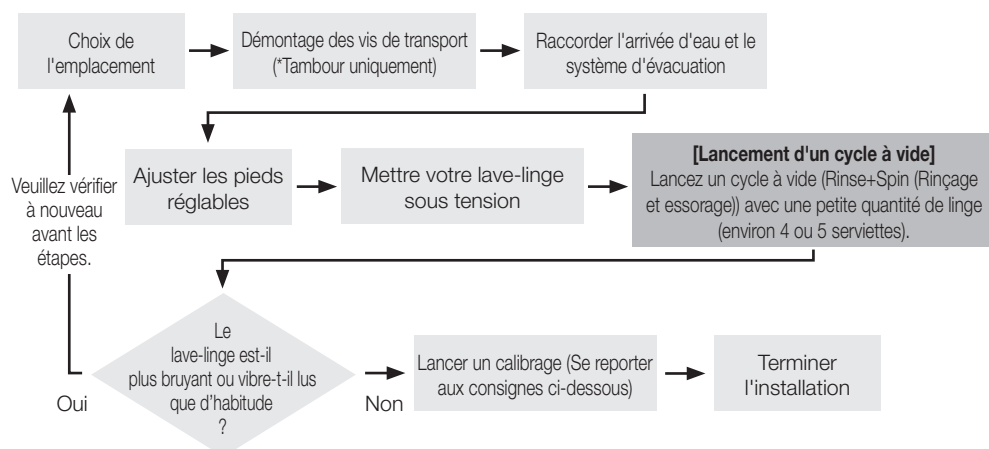 Choix de
l'emplacement
Démontage des vis de transport
(*Tambour uniquement)
Raccorder l'arrivée d'eau et le
système d'évacuation
Ajuster les pieds
réglables
Mettre votre lave-linge
sous tension
[Lancement d'un cycle à vide]
Lancez un cycle à vide (Rinse+Spin (Rinçage
et essorage)) avec une petite quantité de linge
(environ 4 ou 5 serviettes).
Veuillez vérifier
à nouveau
avant les
étapes.
Le
lave-linge est-il
plus bruyant ou vibre-t-il lus
que d'habitude
?
Oui
Non
Lancer un calibrage (Se reporter
aux consignes ci-dessous)
Terminer
l'installation